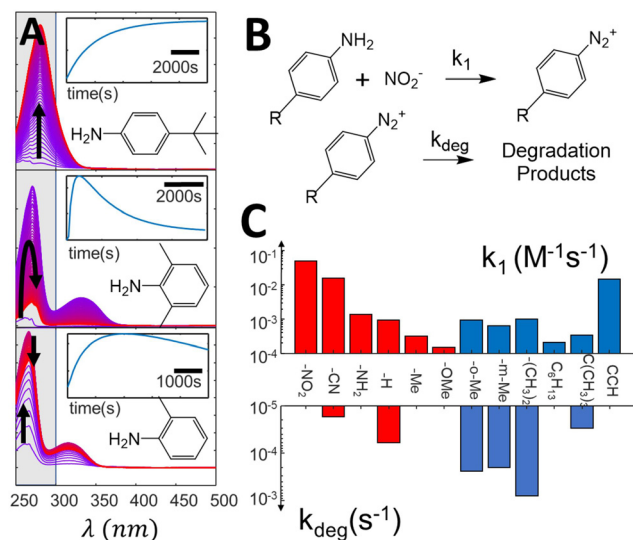 A
2000s
time(s)
H₂N
2000s
time(s)
H₂N
1000s
time(s)
H₂N
250 300 350 400 450 500
λ (nm)
B
NH₂
+ NO₂⁻
k₁
N₂⁺
R
R
N₂⁺
k_deg
Degradation
Products
R
C
k₁ (M⁻¹s⁻¹)
10⁻¹
10⁻²
10⁻³
10⁻⁴
-NO₂
-CN
-NH₂
-H
-Me
-OMe
-o-Me
-m-Me
-(CH₃)₂
C₆H₁₃
C(CH₃)₃
CCH
10⁻⁵
10⁻⁴
10⁻³
k_deg(s⁻¹)